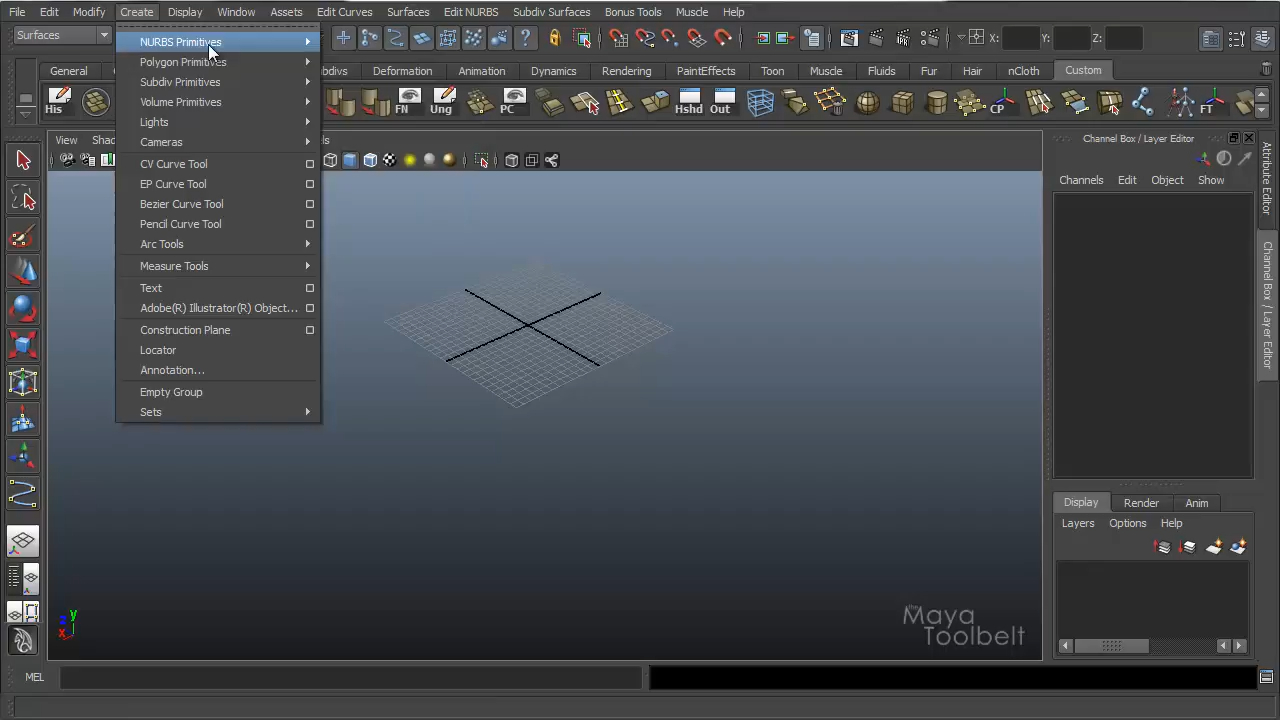 File Edit Modify Create Display Window Assets Edit Curves Surfaces Edit NURBS Subdiv Surfaces Bonus Tools Muscle Help
Surfaces
X: Y: Z:
General
bdivs Deformation Animation Dynamics Rendering PaintEffects Toon Muscle Fluids Fur Hair nCloth Custom
His FN Ung PC Hshd Out CP FT
View Shad els
NURBS Primitives
Polygon Primitives
Subdiv Primitives
Volume Primitives
Lights
Cameras
CV Curve Tool
EP Curve Tool
Bezier Curve Tool
Pencil Curve Tool
Arc Tools
Measure Tools
Text
Adobe(R) Illustrator(R) Object...
Construction Plane
Locator
Annotation...
Empty Group
Sets
Channel Box / Layer Editor
Channels Edit Object Show
Attribute Editor
Channel Box / Layer Editor
Display Render Anim
Layers Options Help
y
z
x
the Maya
Toolbelt
MEL